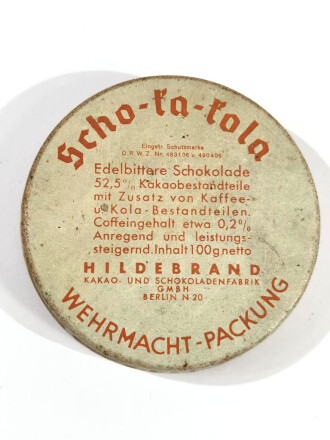 Scho-ka-kola
Eingetr. Schutzmarke
D.R.W.Z. Nr. 483106 u. 490406
Edelbittere Schokolade
52,5% Kakaobestandteile
mit Zusatz von Kaffee-
u. Kola-Bestandteilen.
Coffeingehalt etwa 0,2%
Anregend und leistungs-
steigernd. Inhalt 100g netto
HILDEBRAND
KAKAO- UND SCHOKOLADENFABRIK
GMBH
BERLIN N 20
WEHRMACHT-PACKUNG